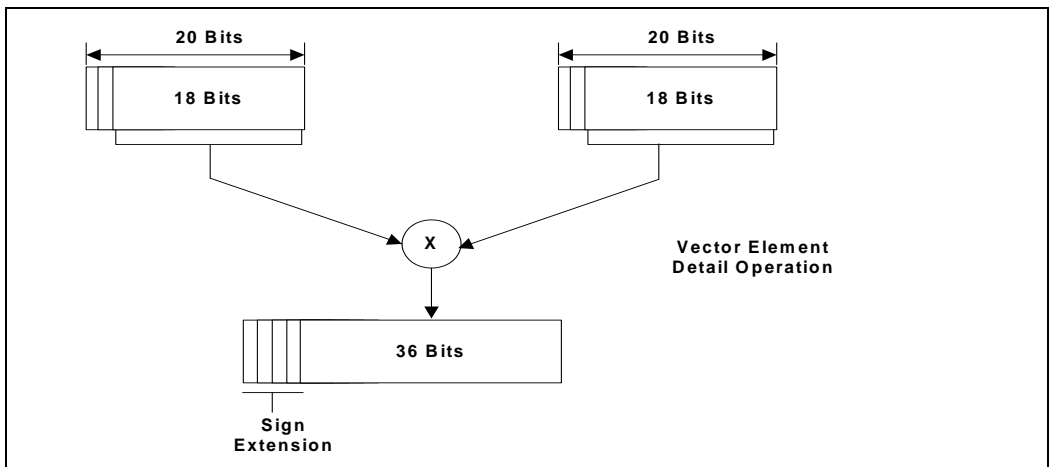 20 Bits
20 Bits
18 Bits
18 Bits
X
Vector Element
Detail Operation
36 Bits
Sign
Extension